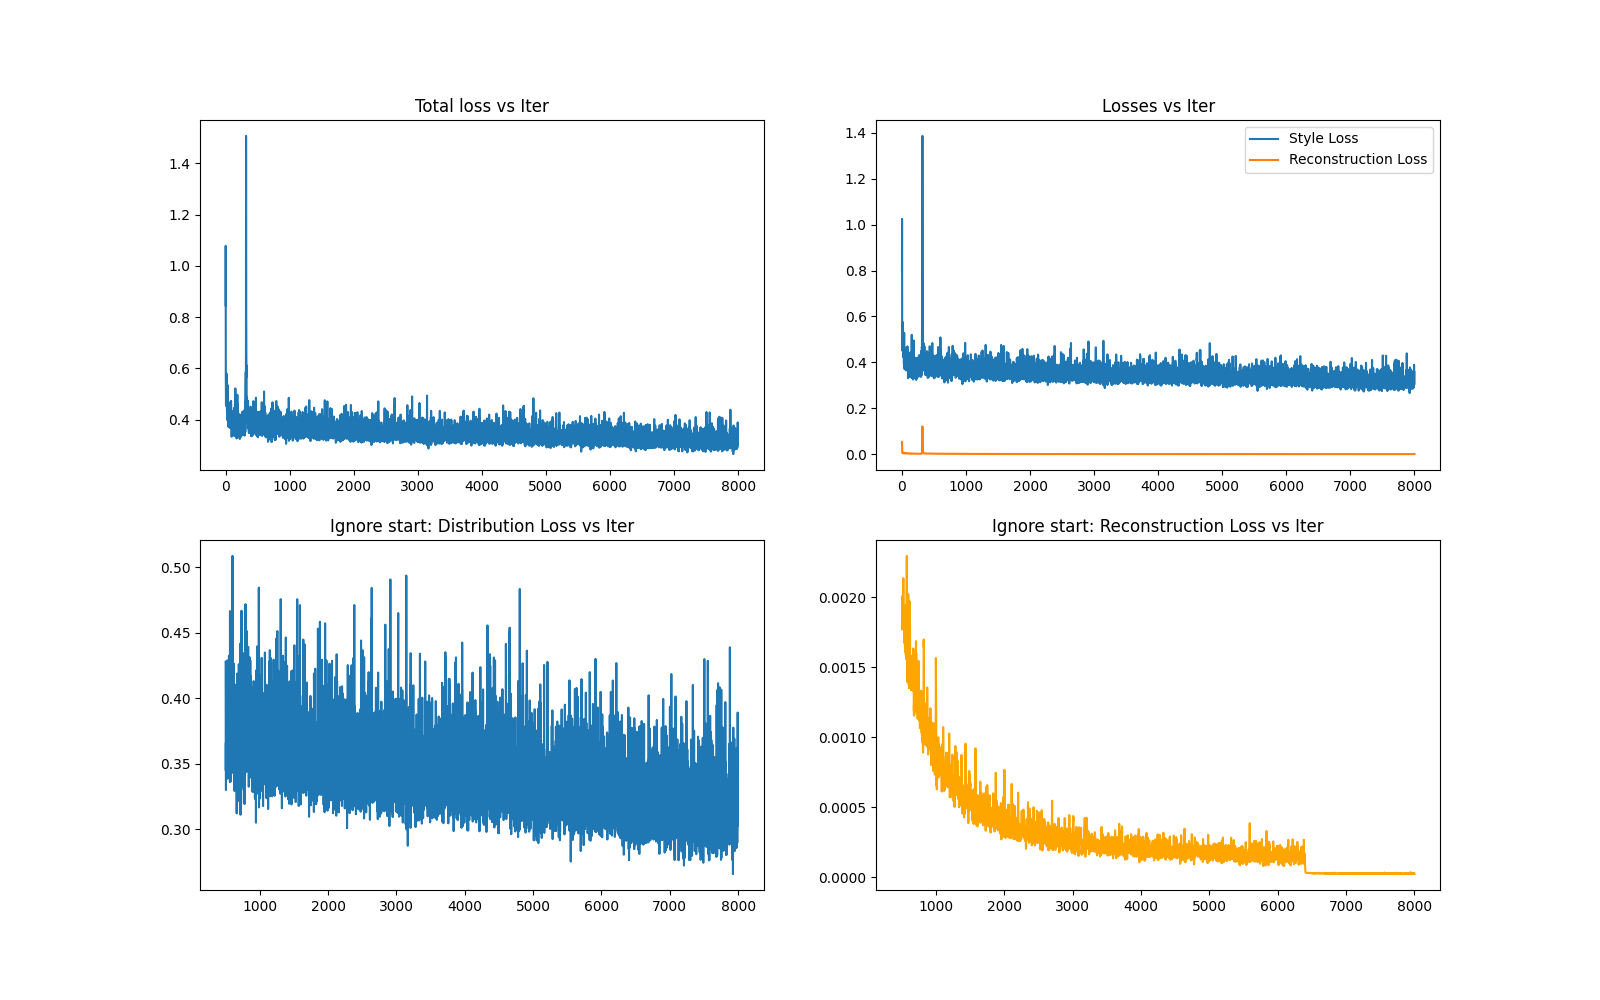 Total loss vs Iter
1.4
1.2
1.0
0.8
0.6
0.4
0 1000 2000 3000 4000 5000 6000 7000 8000
Losses vs Iter
Style Loss
Reconstruction Loss
1.4
1.2
1.0
0.8
0.6
0.4
0.2
0.0
0 1000 2000 3000 4000 5000 6000 7000 8000
Ignore start: Distribution Loss vs Iter
0.50
0.45
0.40
0.35
0.30
1000 2000 3000 4000 5000 6000 7000 8000
Ignore start: Reconstruction Loss vs Iter
0.0020
0.0015
0.0010
0.0005
0.0000
1000 2000 3000 4000 5000 6000 7000 8000